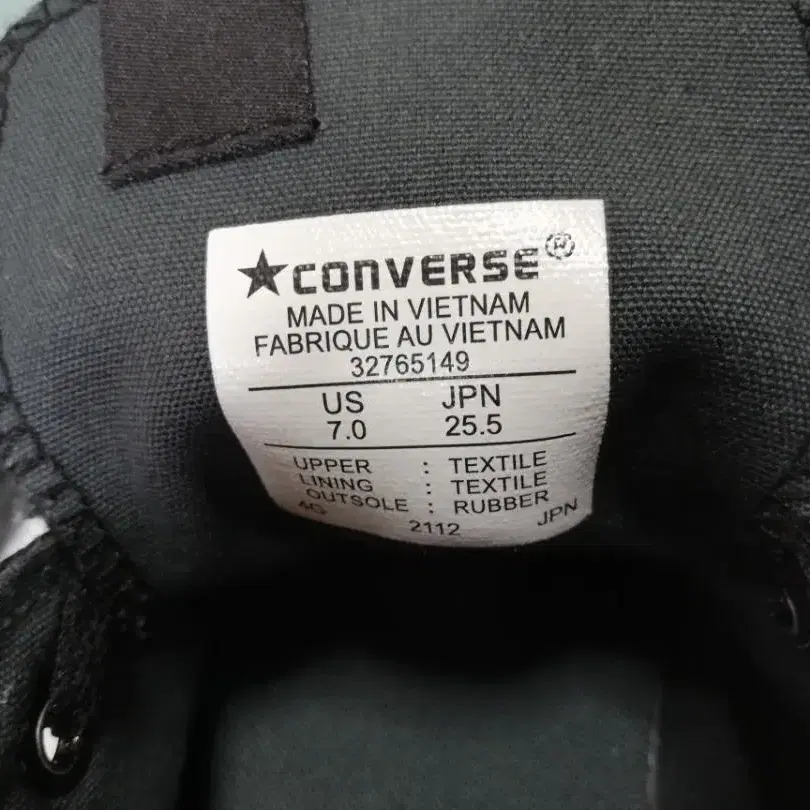 ★CONVERSE®
MADE IN VIETNAM
FABRIQUE AU VIETNAM
32765149
US JPN
7.0 25.5
UPPER : TEXTILE
LINING : TEXTILE
OUTSOLE : RUBBER
4G 2112 JPN